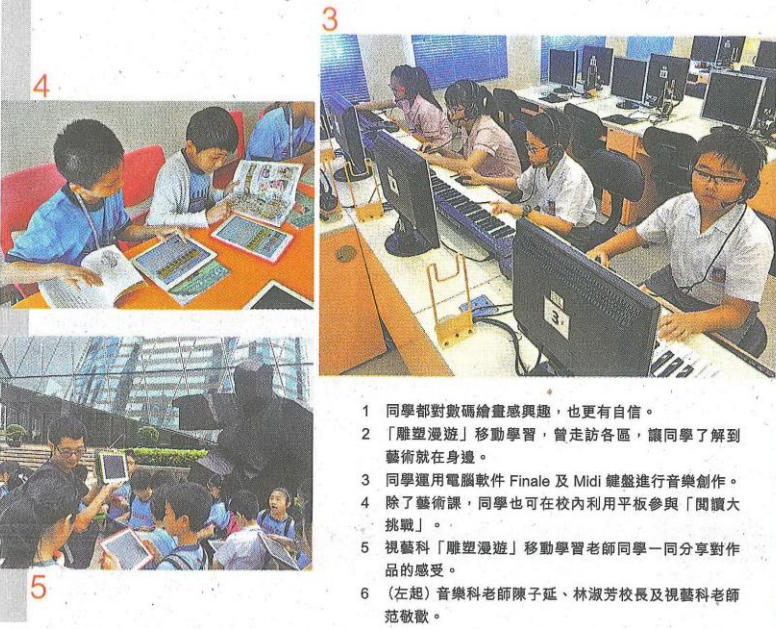 3
4
5
3
1 同學都對數碼繪畫感興趣，也更有自信。
2 「雕塑漫遊」移動學習，曾走訪各區，讓同學了解到
藝術就在身邊。
3 同學運用電腦軟件 Finale 及 Midi 鍵盤進行音樂創作。
4 除了藝術課，同學也可在校內利用平板參與「閱讀大
挑戰」。
5 視藝科「雕塑漫遊」移動學習老師同學一同分享對作
品的感受。
6 （左起）音樂科老師陳子延、林淑芳校長及視藝科老師
范敬歡。